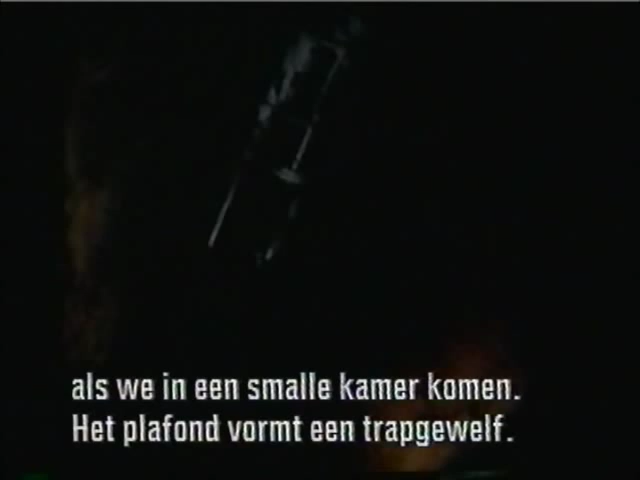 als we in een smalle kamer komen.
Het plafond vormt een trapgewelf.